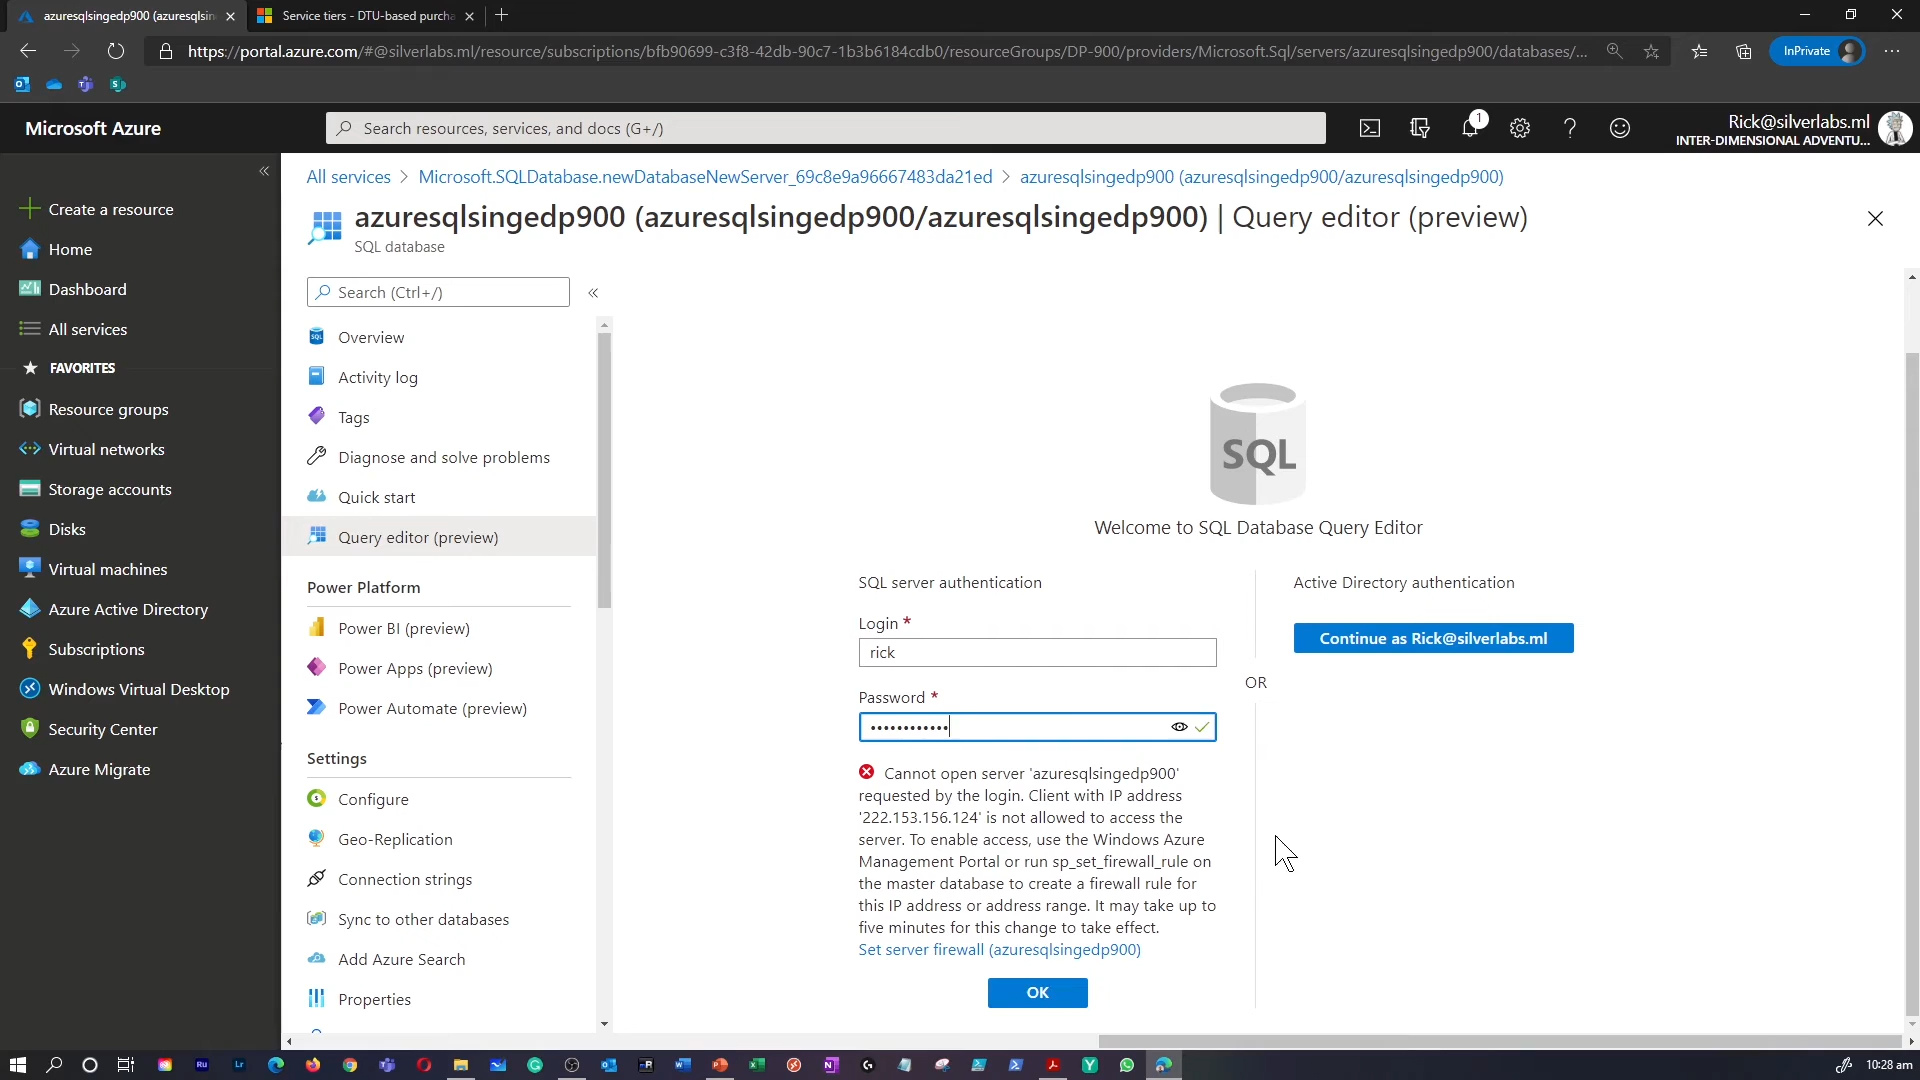 azuresqlsingedp900 (azuresqlsin
Service tiers - DTU-based purcha
https://portal.azure.com/#@silverlabs.ml/resource/subscriptions/bfb90699-c3f8-42db-90c7-1b3b6184cdb0/resourceGroups/DP-900/providers/Microsoft.Sql/servers/azuresqlsingedp900/databases/...
InPrivate
Microsoft Azure
Search resources, services, and docs (G+/)
1
Rick@silverlabs.ml
INTER-DIMENSIONAL ADVENTU...
Create a resource
Home
Dashboard
All services
FAVORITES
Resource groups
Virtual networks
Storage accounts
Disks
Virtual machines
Azure Active Directory
Subscriptions
Windows Virtual Desktop
Security Center
Azure Migrate
All services > Microsoft.SQLDatabase.newDatabaseNewServer_69c8e9a96667483da21ed > azuresqlsingedp900 (azuresqlsingedp900/azuresqlsingedp900)
azuresqlsingedp900 (azuresqlsingedp900/azuresqlsingedp900) | Query editor (preview)
SQL database
Search (Ctrl+/)
Overview
Activity log
Tags
Diagnose and solve problems
Quick start
Query editor (preview)
Power Platform
Power BI (preview)
Power Apps (preview)
Power Automate (preview)
Settings
Configure
Geo-Replication
Connection strings
Sync to other databases
Add Azure Search
Properties
SQL
Welcome to SQL Database Query Editor
SQL server authentication
Login *
rick
Password *
••••••••••••
Cannot open server 'azuresqlsingedp900'
requested by the login. Client with IP address
'222.153.156.124' is not allowed to access the
server. To enable access, use the Windows Azure
Management Portal or run sp_set_firewall_rule on
the master database to create a firewall rule for
this IP address or address range. It may take up to
five minutes for this change to take effect.
Set server firewall (azuresqlsingedp900)
OK
OR
Active Directory authentication
Continue as Rick@silverlabs.ml
10:28 am